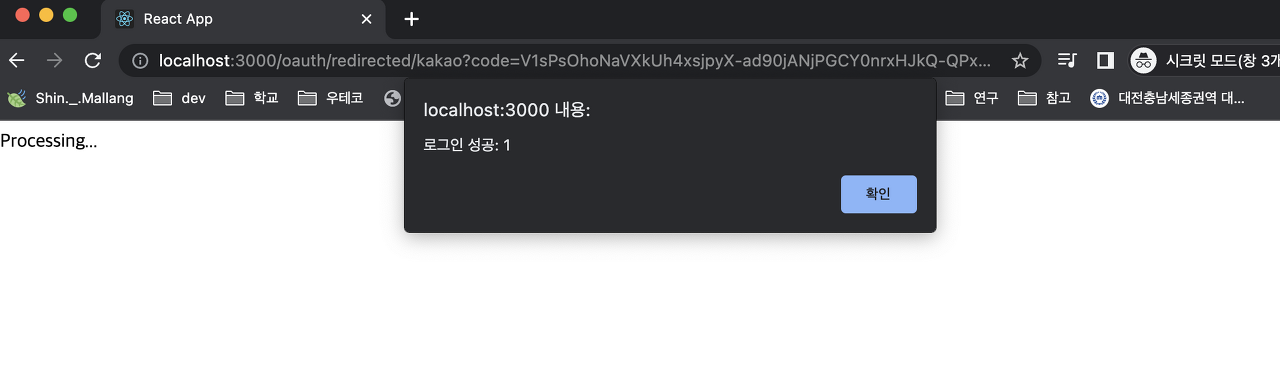 React App
localhost:3000/oauth/redirected/kakao?code=V1sPsOhoNaVXkUh4xsjpyX-ad90jANjPGCY0nrxHJkQ-QPx...
시크릿 모드(창 3개
Shin._.Mallang dev 학교 우테코 연구 참고 대전충남세종권역 대...
localhost:3000 내용:
로그인 성공: 1
확인
Processing...